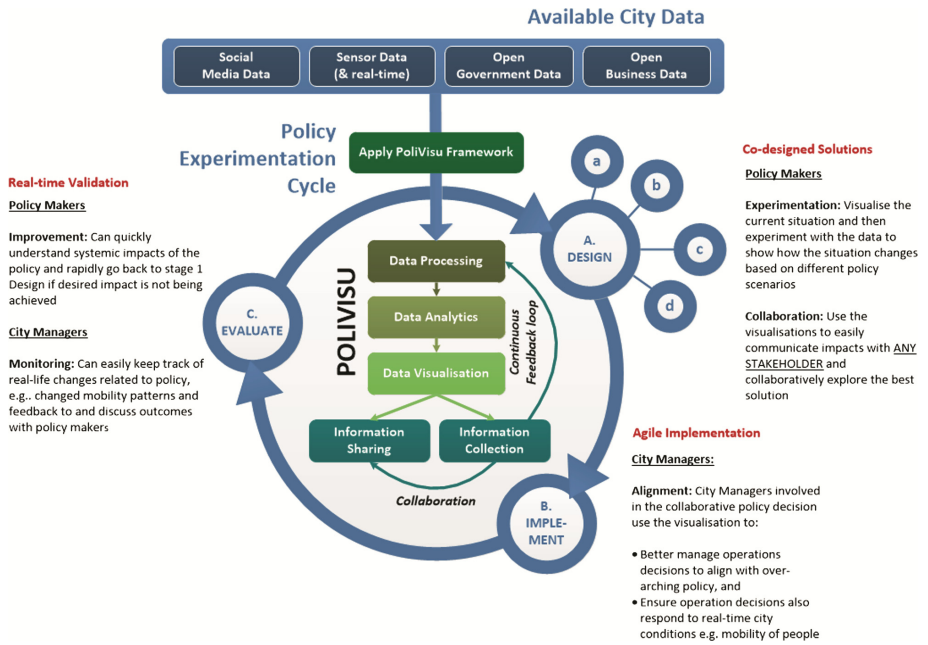 Available City Data
Social
Media Data
Sensor Data
(& real-time)
Open
Government Data
Open
Business Data
Policy
Experimentation
Cycle
Apply PoliVisu Framework
a
b
c
d
A.
DESIGN
Co-designed Solutions
Policy Makers
Experimentation: Visualise the
current situation and then
experiment with the data to
show how the situation changes
based on different policy
scenarios
Collaboration: Use the
visualisations to easily
communicate impacts with ANY
STAKEHOLDER and
collaboratively explore the best
solution
Real-time Validation
Policy Makers
Improvement: Can quickly
understand systemic impacts of the
policy and rapidly go back to stage 1
Design if desired impact is not being
achieved
City Managers
Monitoring: Can easily keep track of
real-life changes related to policy,
e.g.. changed mobility patterns and
feedback to and discuss outcomes
with policy makers
C.
EVALUATE
POLIVISU
Data Processing
Data Analytics
Data Visualisation
Continuous
Feedback loop
Information
Sharing
Information
Collection
Collaboration
B.
IMPLE-
MENT
Agile Implementation
City Managers:
Alignment: City Managers involved
in the collaborative policy decision
use the visualisation to:
• Better manage operations
decisions to align with over-
arching policy, and
• Ensure operation decisions also
respond to real-time city
conditions e.g. mobility of people